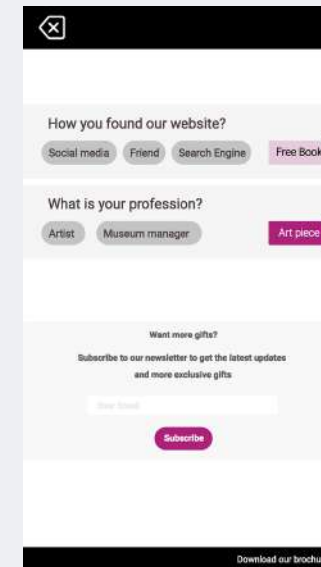 How you found our website?
Social media Friend Search Engine Free Book
What is your profession?
Artist Museum manager Art piece
Want more gifts?
Subscribe to our newsletter to get the latest updates
and more exclusive gifts
Your Email
Subscribe
Download our brochu